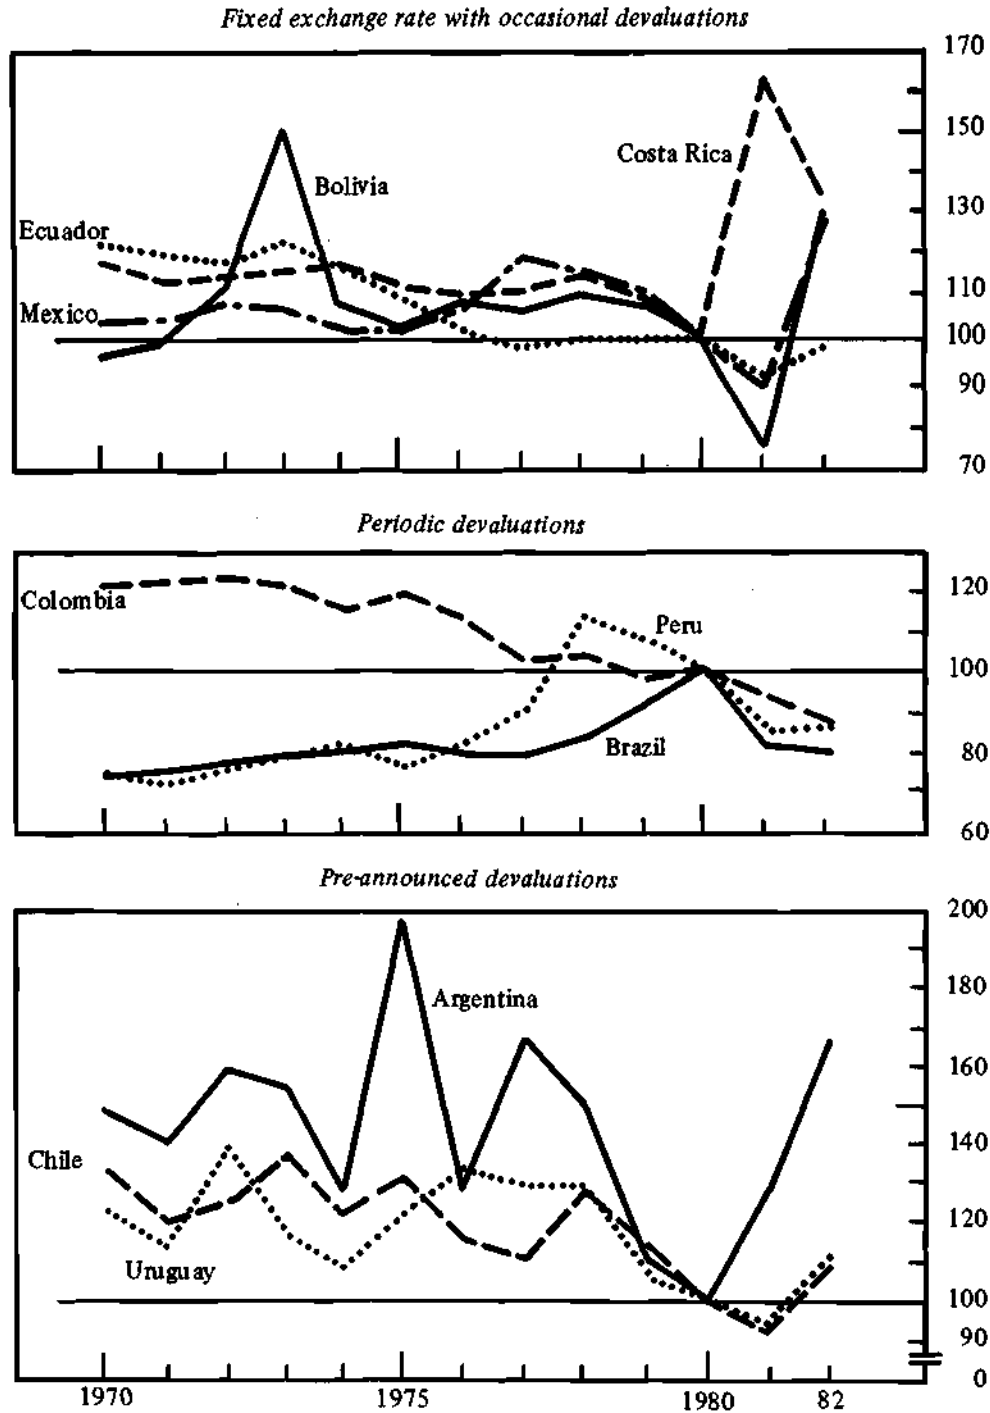 Fixed exchange rate with occasional devaluations
170
150
Costa Rica
Bolivia
130
Ecuador
110
Mexico
100
90
70
Periodic devaluations
120
Colombia
Peru
100
Brazil
80
60
Pre-announced devaluations
200
180
Argentina
160
140
Chile
120
Uruguay
100
90
0
1970 1975 1980 82